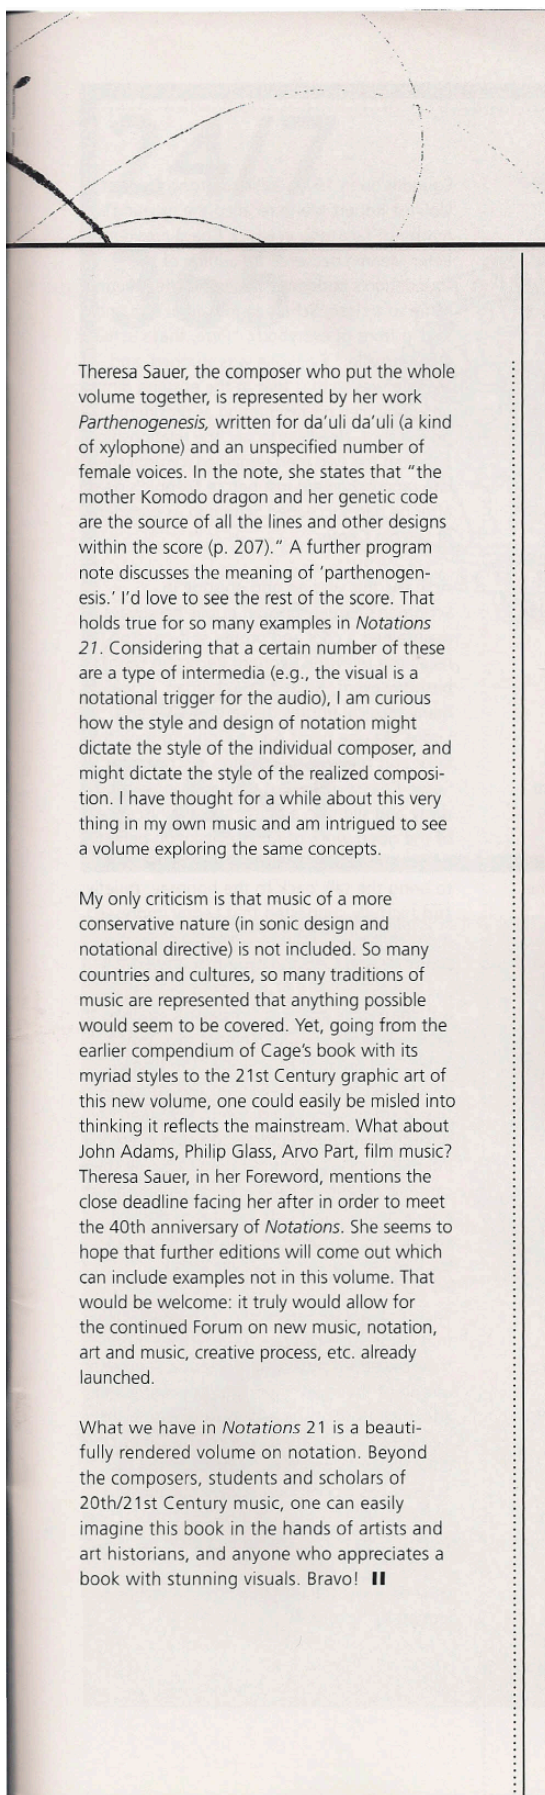 Theresa Sauer, the composer who put the whole
volume together, is represented by her work
Parthenogenesis, written for da'uli da'uli (a kind
of xylophone) and an unspecified number of
female voices. In the note, she states that "the
mother Komodo dragon and her genetic code
are the source of all the lines and other designs
within the score (p. 207)." A further program
note discusses the meaning of 'parthenogen-
esis.' I'd love to see the rest of the score. That
holds true for so many examples in Notations
21. Considering that a certain number of these
are a type of intermedia (e.g., the visual is a
notational trigger for the audio), I am curious
how the style and design of notation might
dictate the style of the individual composer, and
might dictate the style of the realized composi-
tion. I have thought for a while about this very
thing in my own music and am intrigued to see
a volume exploring the same concepts.
My only criticism is that music of a more
conservative nature (in sonic design and
notational directive) is not included. So many
countries and cultures, so many traditions of
music are represented that anything possible
would seem to be covered. Yet, going from the
earlier compendium of Cage's book with its
myriad styles to the 21st Century graphic art of
this new volume, one could easily be misled into
thinking it reflects the mainstream. What about
John Adams, Philip Glass, Arvo Part, film music?
Theresa Sauer, in her Foreword, mentions the
close deadline facing her after in order to meet
the 40th anniversary of Notations. She seems to
hope that further editions will come out which
can include examples not in this volume. That
would be welcome: it truly would allow for
the continued Forum on new music, notation,
art and music, creative process, etc. already
launched.
What we have in Notations 21 is a beauti-
fully rendered volume on notation. Beyond
the composers, students and scholars of
20th/21st Century music, one can easily
imagine this book in the hands of artists and
art historians, and anyone who appreciates a
book with stunning visuals. Bravo!